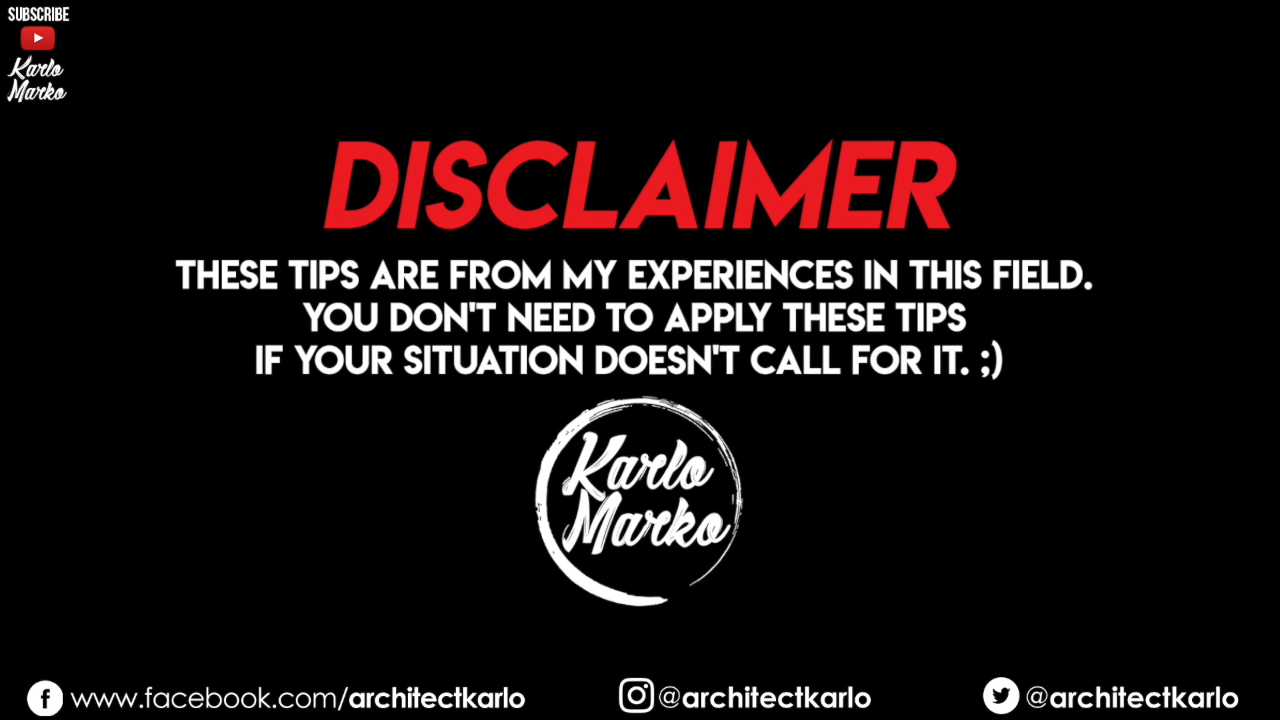 SUBSCRIBE
Karlo
Marko
DISCLAIMER
THESE TIPS ARE FROM MY EXPERIENCES IN THIS FIELD.
YOU DON'T NEED TO APPLY THESE TIPS
IF YOUR SITUATION DOESN'T CALL FOR IT. ;)
Karlo
Marko
www.facebook.com/architectkarlo
@architectkarlo
@architectkarlo